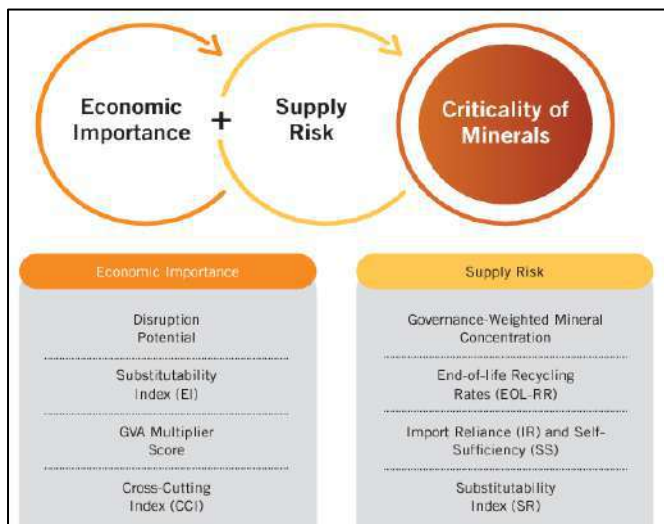 Economic
Importance
+
Supply
Risk
Criticality of
Minerals
Economic Importance
Disruption
Potential
Substitutability
Index (EI)
GVA Multiplier
Score
Cross-Cutting
Index (CCI)
Supply Risk
Governance-Weighted Mineral
Concentration
End-of-life Recycling
Rates (EOL-RR)
Import Reliance (IR) and Self-
Sufficiency (SS)
Substitutability
Index (SR)